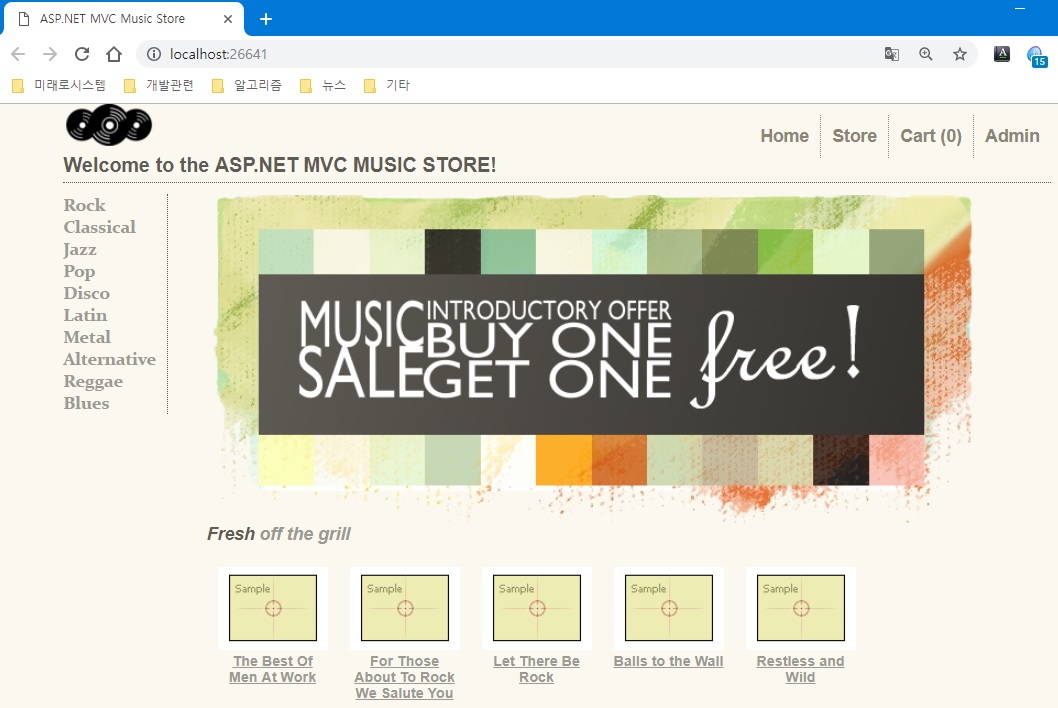 ASP.NET MVC Music Store
localhost:26641
A
15
미래로시스템 개발관련 알고리즘 뉴스 기타
Home Store Cart (0) Admin
Welcome to the ASP.NET MVC MUSIC STORE!
Rock
Classical
Jazz
Pop
Disco
Latin
Metal
Alternative
Reggae
Blues
MUSIC
SALE
INTRODUCTORY OFFER
BUY ONE
GET ONE
free!
Fresh off the grill
Sample Sample Sample Sample Sample
The Best Of
Men At Work
For Those
About To Rock
We Salute You
Let There Be
Rock
Balls to the Wall
Restless and
Wild